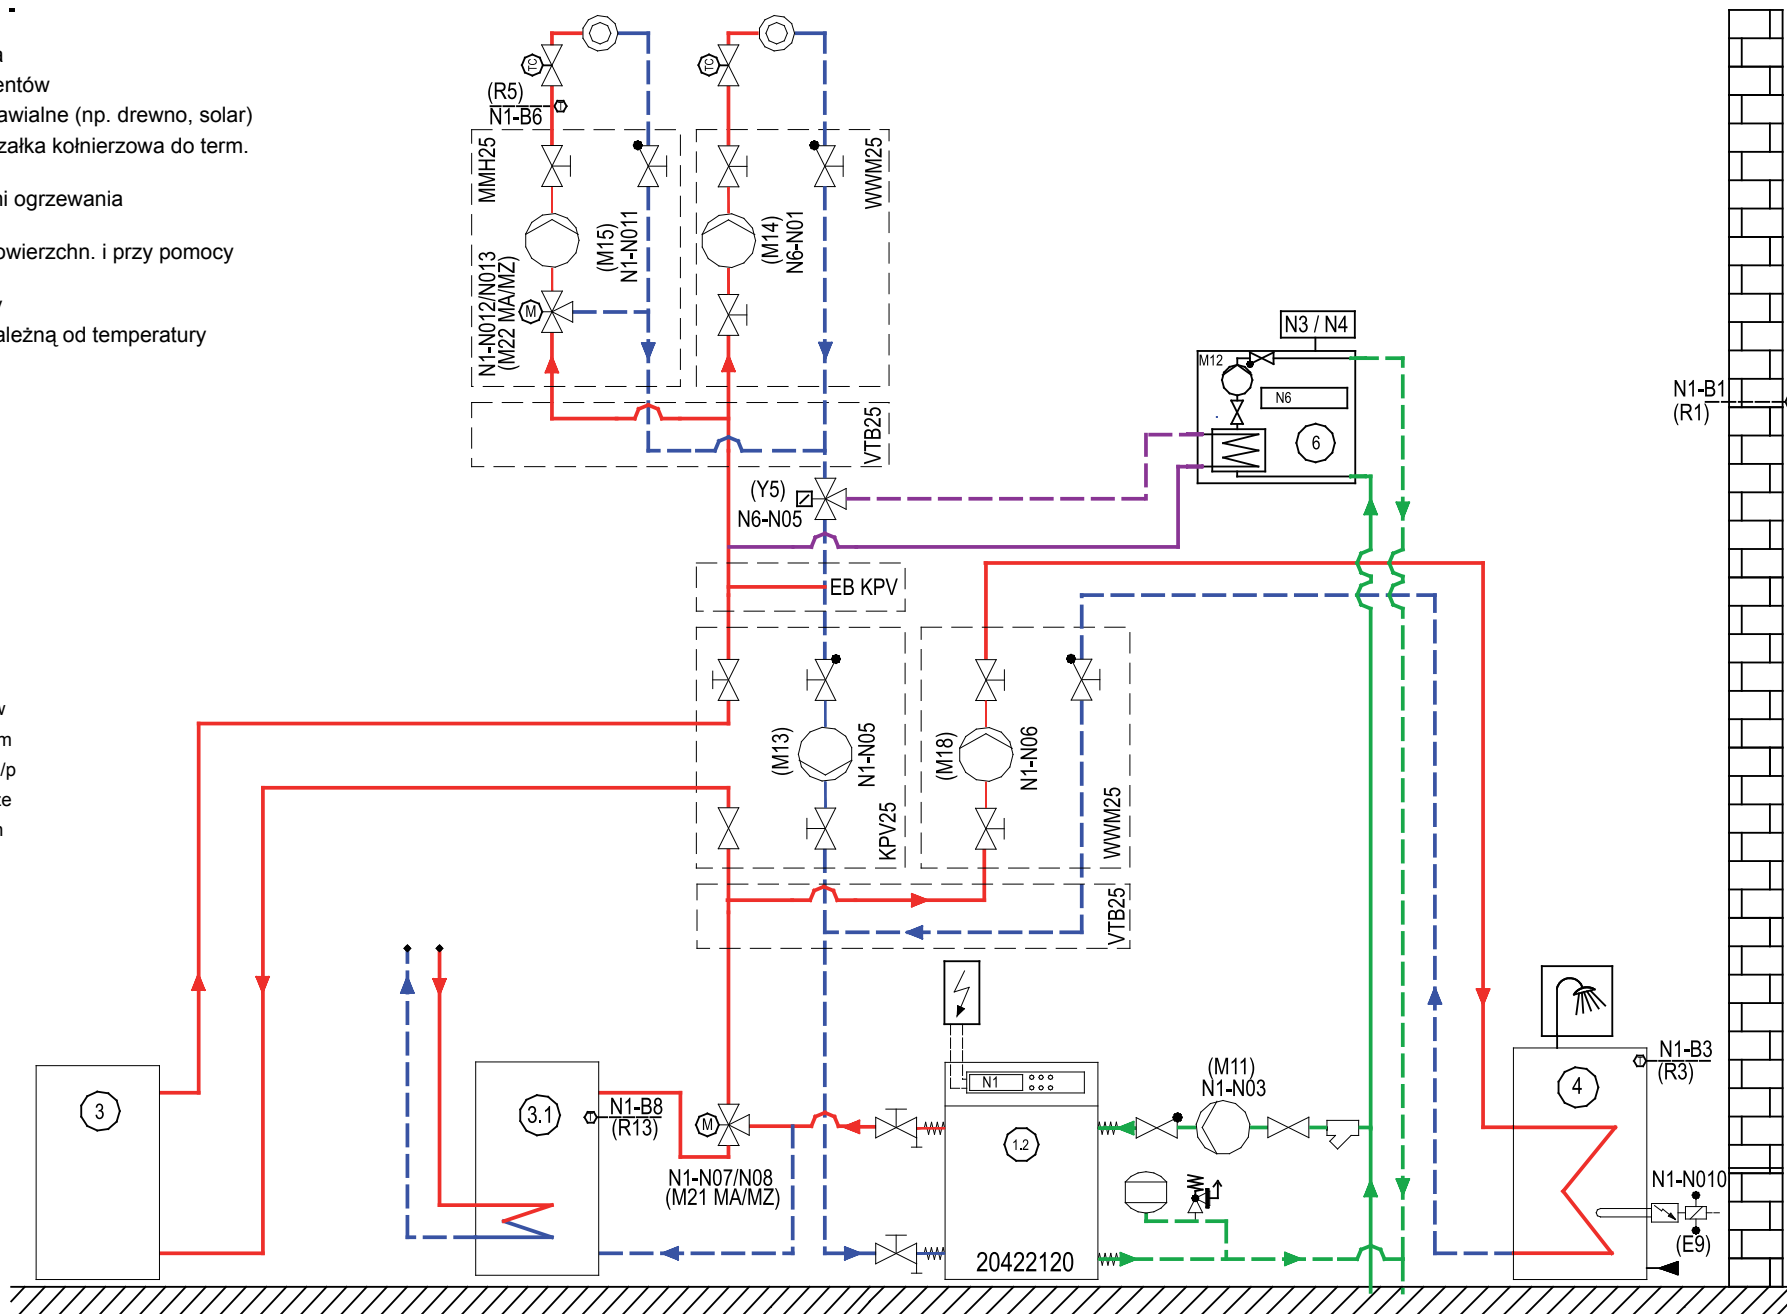 entów
awialne (np. drewno, solar)
załka kołnierzowa do term.
ni ogrzewania
owierzchn. i przy pomocy
ależną od temperatury
w
m
/p
ze
n
TC
TC
(R5)
N1-B6
MMH25
WWM25
(M15)
N1-N011
(M14)
N6-N01
N1-N012/N013
(M22 MA/MZ)
M
VTB25
N3 / N4
M12
N6
6
N1-B1
(R1)
(Y5)
N6-N05
EB KPV
(M13)
N1-N05
(M18)
N1-N06
KPV25
WWM25
VTB25
3
3.1
N1-B8
(R13)
M
N1-N07/N08
(M21 MA/MZ)
N1
1.2
20422120
(M11)
N1-N03
4
N1-B3
(R3)
N1-N010
(E9)